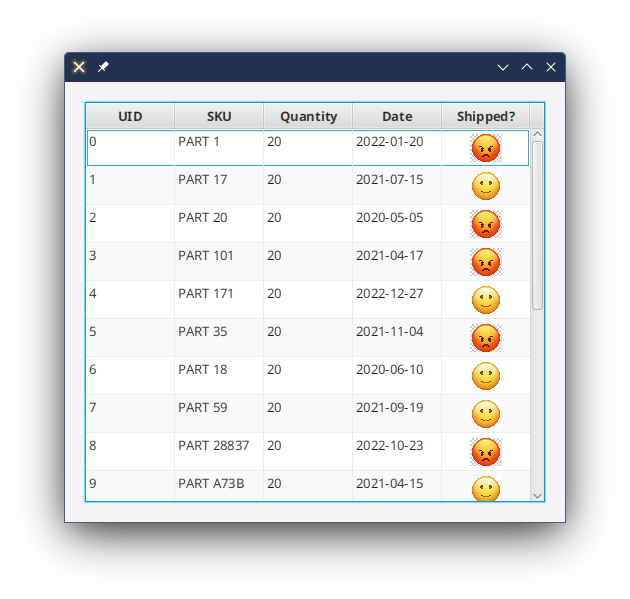 UID SKU Quantity Date Shipped?
0 PART 1 20 2022-01-20
1 PART 17 20 2021-07-15
2 PART 20 20 2020-05-05
3 PART 101 20 2021-04-17
4 PART 171 20 2022-12-27
5 PART 35 20 2021-11-04
6 PART 18 20 2020-06-10
7 PART 59 20 2021-09-19
8 PART 28837 20 2022-10-23
9 PART A73B 20 2021-04-15